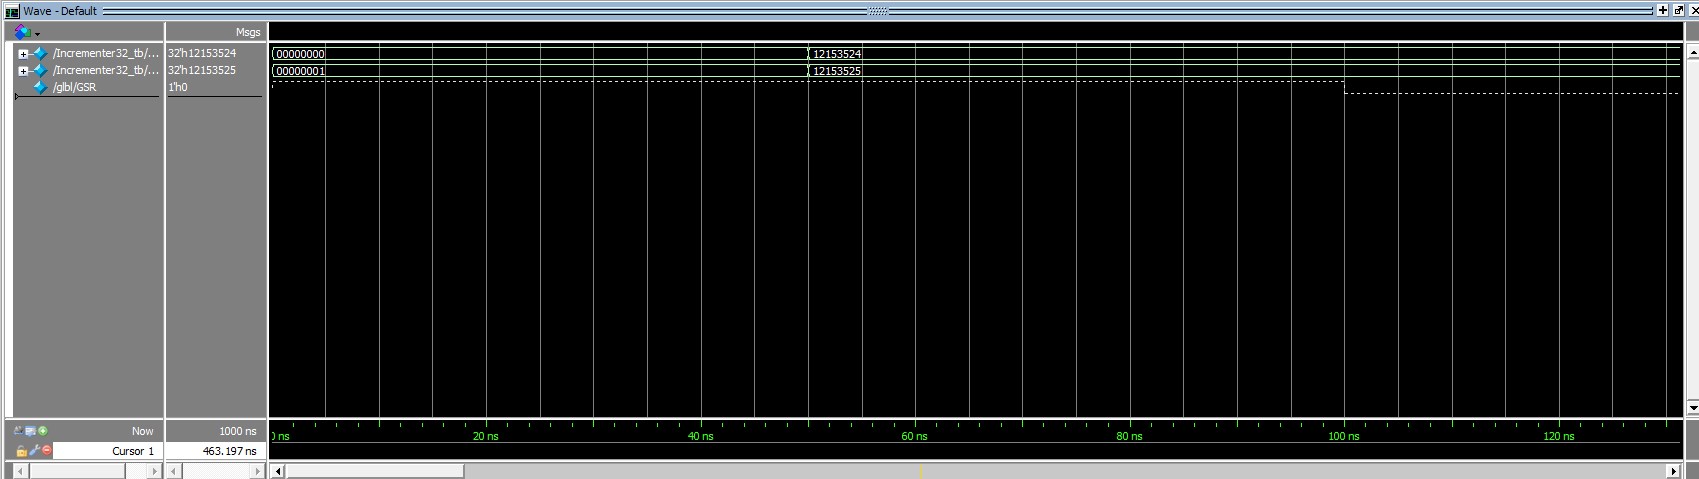 Wave - Default
Msgs
/Incrementer32_tb/... 32'h12153524 00000000 12153524
/Incrementer32_tb/... 32'h12153525 00000001 12153525
/glbl/GSR 1'h0
Now 1000 ns 0 ns 20 ns 40 ns 60 ns 80 ns 100 ns 120 ns
Cursor 1 463.197 ns